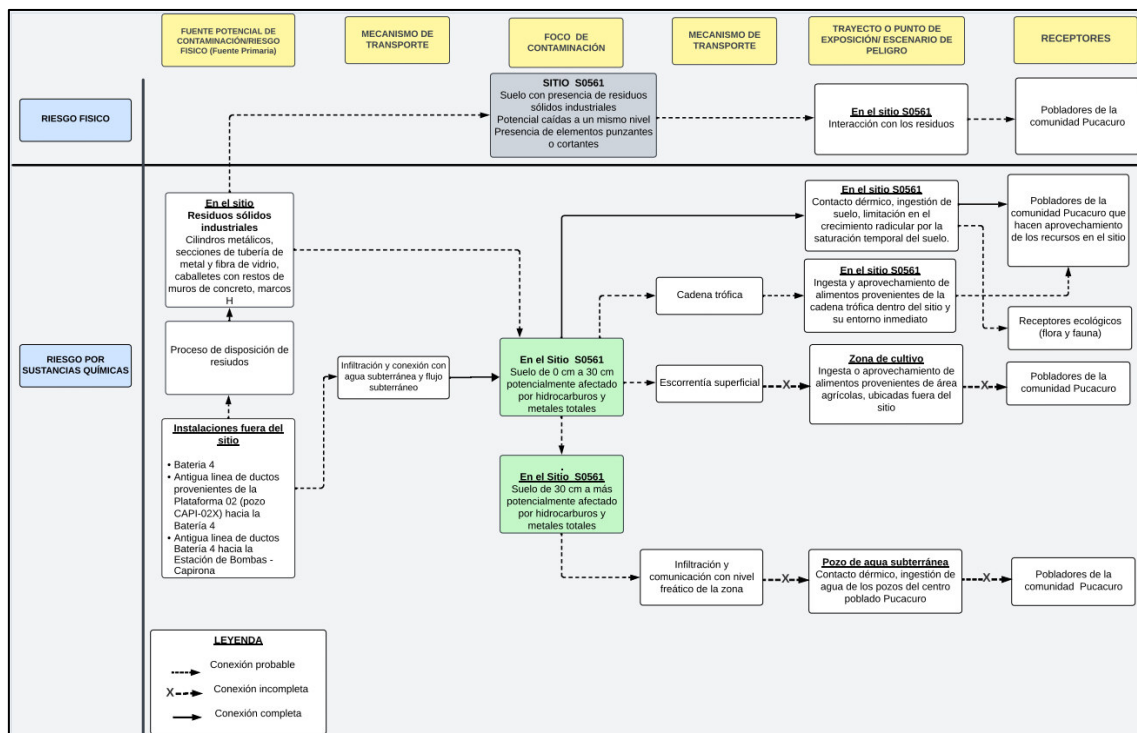 FUENTE POTENCIAL DE
CONTAMINACIÓN/RIESGO
FISICO (Fuente Primaria)
MECANISMO DE
TRANSPORTE
FOCO DE
CONTAMINACIÓN
MECANISMO DE
TRANSPORTE
TRAYECTO O PUNTO DE
EXPOSICIÓN/ ESCENARIO DE
PELIGRO
RECEPTORES
RIESGO FISICO
SITIO S0561
Suelo con presencia de residuos
sólidos industriales
Potencial caídas a un mismo nivel
Presencia de elementos punzantes
o cortantes
En el sitio S0561
Interacción con los residuos
Pobladores de la
comunidad Pucacuro
RIESGO POR
SUSTANCIAS QUÍMICAS
En el sitio
Residuos sólidos
industriales
Cilindros metálicos,
secciones de tubería de
metal y fibra de vidrio,
caballetes con restos de
muros de concreto, marcos
H
Proceso de disposición de
resiudos
Instalaciones fuera del
sitio
• Bateria 4
• Antigua linea de ductos
provenientes de la
Plataforma 02 (pozo
CAPI-02X) hacia la
Batería 4
• Antigua linea de ductos
Batería 4 hacia la
Estación de Bombas -
Capirona
Infiltración y conexión con
agua subterránea y flujo
subterráneo
En el Sitio S0561
Suelo de 0 cm a 30 cm
potencialmente afectado
por hidrocarburos y
metales totales
.
En el Sitio S0561
Suelo de 30 cm a más
potencialmente afectado
por hidrocarburos y
metales totales
Cadena trófica
Escorrentía superficial
Infiltración y
comunicación con nivel
freático de la zona
En el sitio S0561
Contacto dérmico, ingestión de
suelo, limitación en el
crecimiento radicular por la
saturación temporal del suelo.
En el sitio S0561
Ingesta y aprovechamiento de
alimentos provenientes de la
cadena trófica dentro del sitio y
su entorno inmediato
X
Zona de cultivo
Ingesta o aprovechamiento de
alimentos provenientes de área
agrícolas, ubicadas fuera del
sitio
X
X
Pozo de agua subterránea
Contacto dérmico, ingestión de
agua de los pozos del centro
poblado Pucacuro
X
Pobladores de la
comunidad Pucacuro que
hacen aprovechamiento
de los recursos en el sitio
Receptores ecológicos
(flora y fauna)
Pobladores de la
comunidad Pucacuro
Pobladores de la
comunidad Pucacuro
LEYENDA
Conexión probable
X Conexión incompleta
Conexión completa